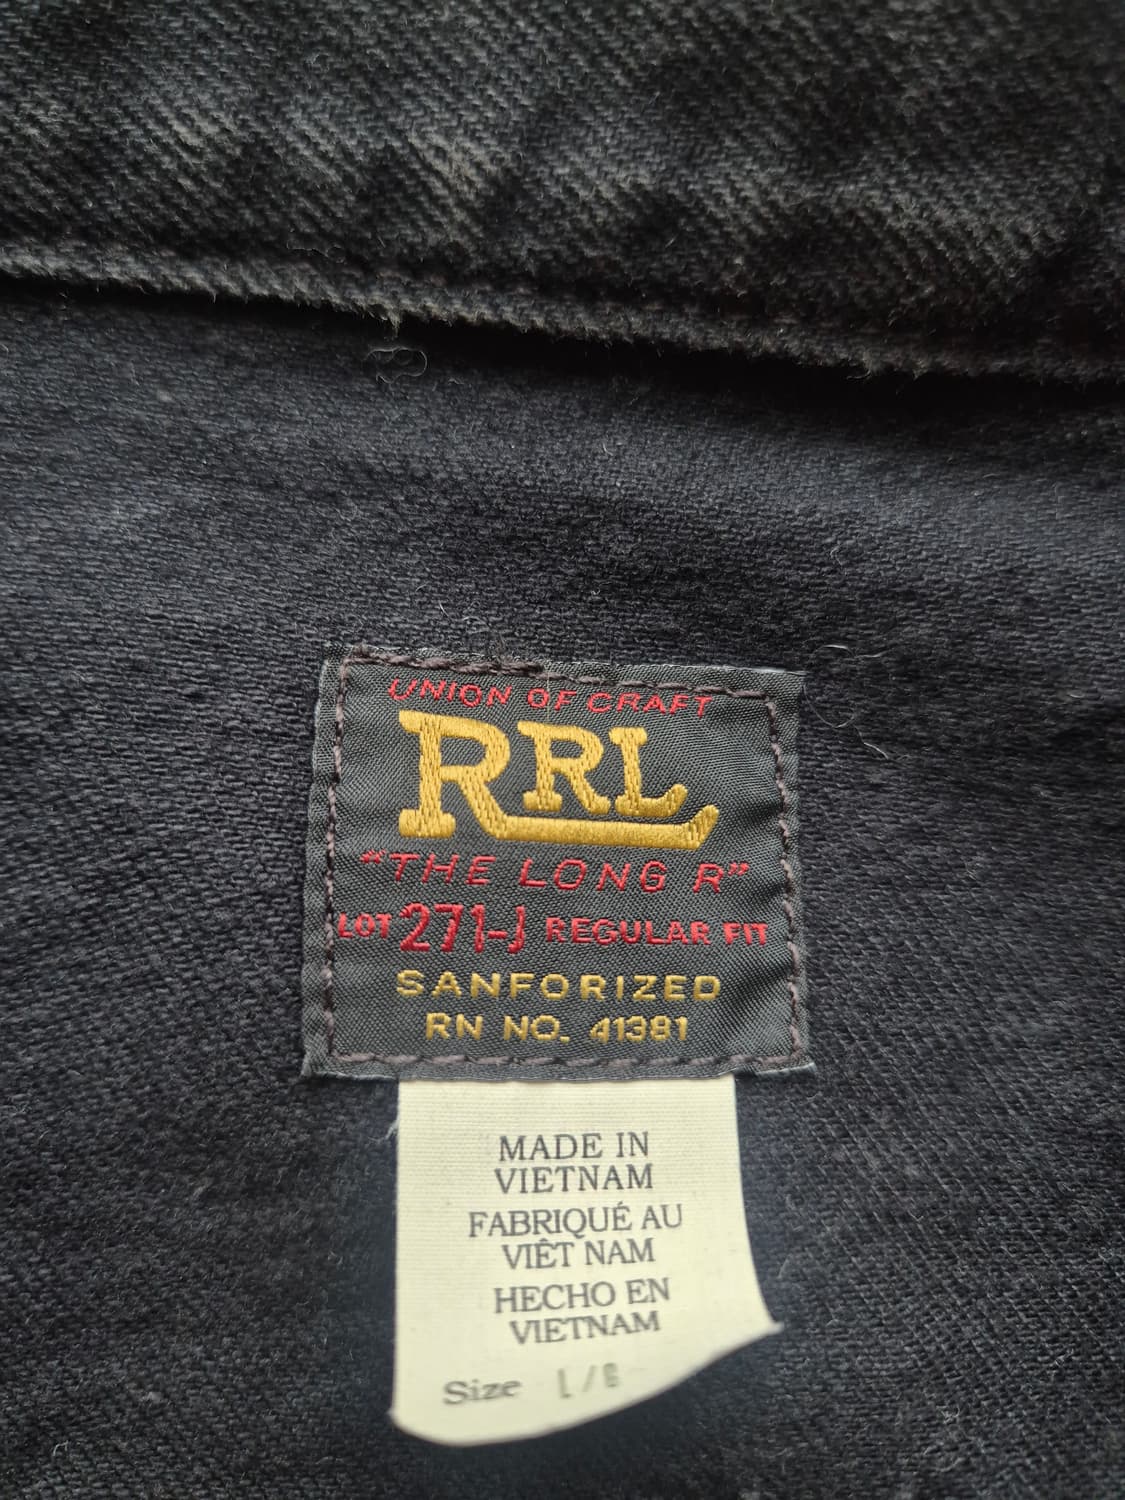 UNION OF CRAFT
RRL
"THE LONG R"
LOT 271-J REGULAR FIT
SANFORIZED
RN NO. 41381
MADE IN
VIETNAM
FABRIQUÉ AU
VIÊT NAM
HECHO EN
VIETNAM
Size L/G